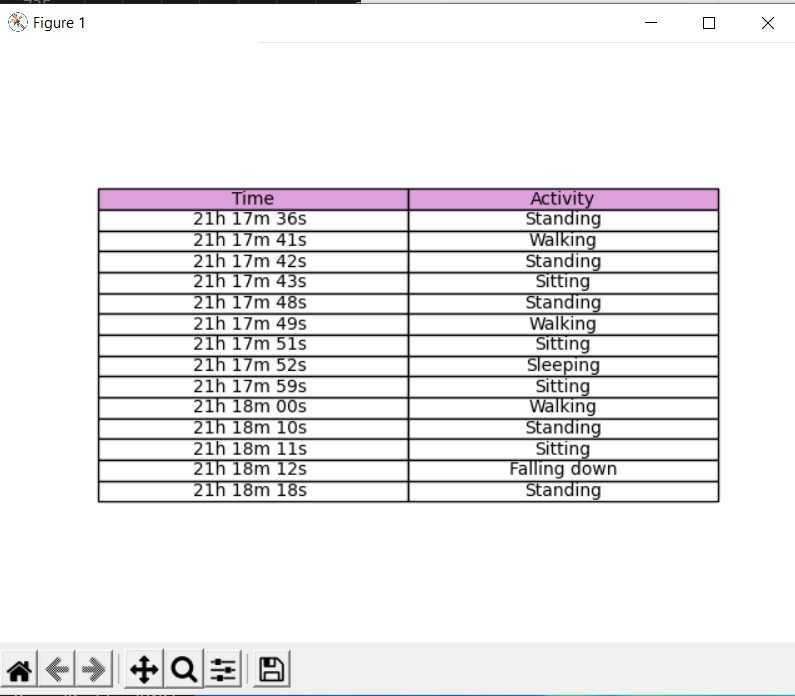 Figure 1
Time Activity
21h 17m 36s Standing
21h 17m 41s Walking
21h 17m 42s Standing
21h 17m 43s Sitting
21h 17m 48s Standing
21h 17m 49s Walking
21h 17m 51s Sitting
21h 17m 52s Sleeping
21h 17m 59s Sitting
21h 18m 00s Walking
21h 18m 10s Standing
21h 18m 11s Sitting
21h 18m 12s Falling down
21h 18m 18s Standing